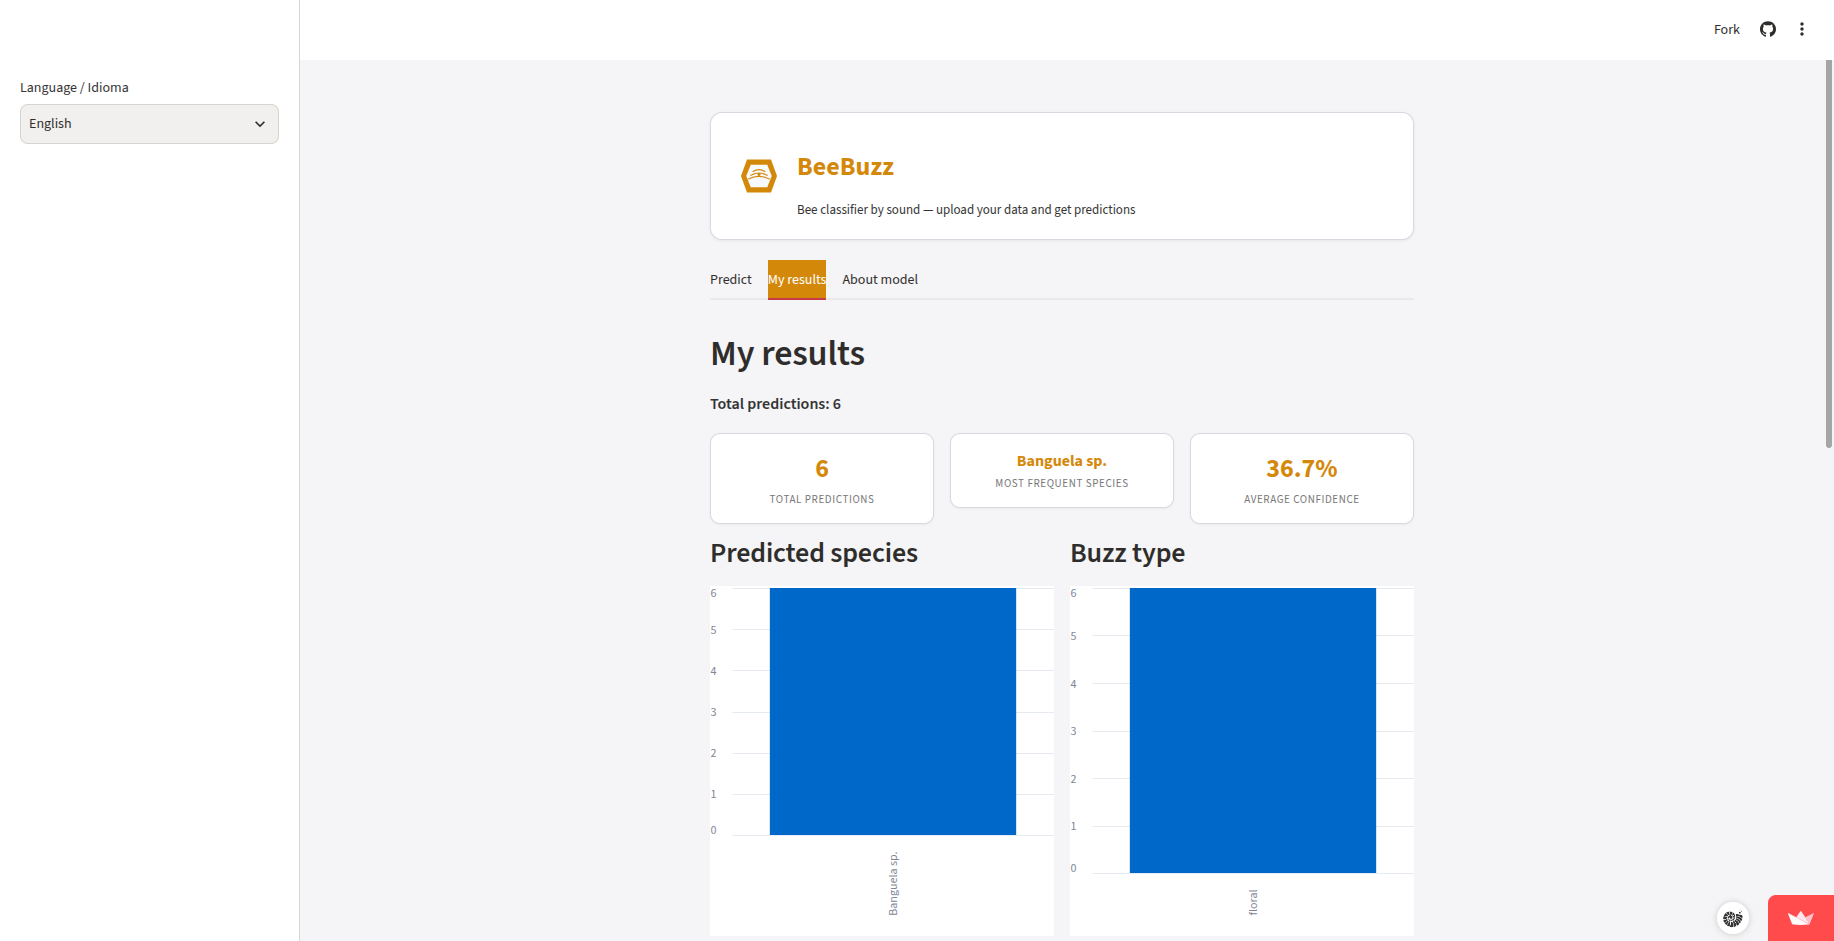 Fork
Language / Idioma
English
BeeBuzz
Bee classifier by sound — upload your data and get predictions
Predict
My results
About model
My results
Total predictions: 6
6
TOTAL PREDICTIONS
Banguela sp.
MOST FREQUENT SPECIES
36.7%
AVERAGE CONFIDENCE
Predicted species
6
5
4
3
2
1
0
Banguela sp.
Buzz type
6
5
4
3
2
1
0
floral